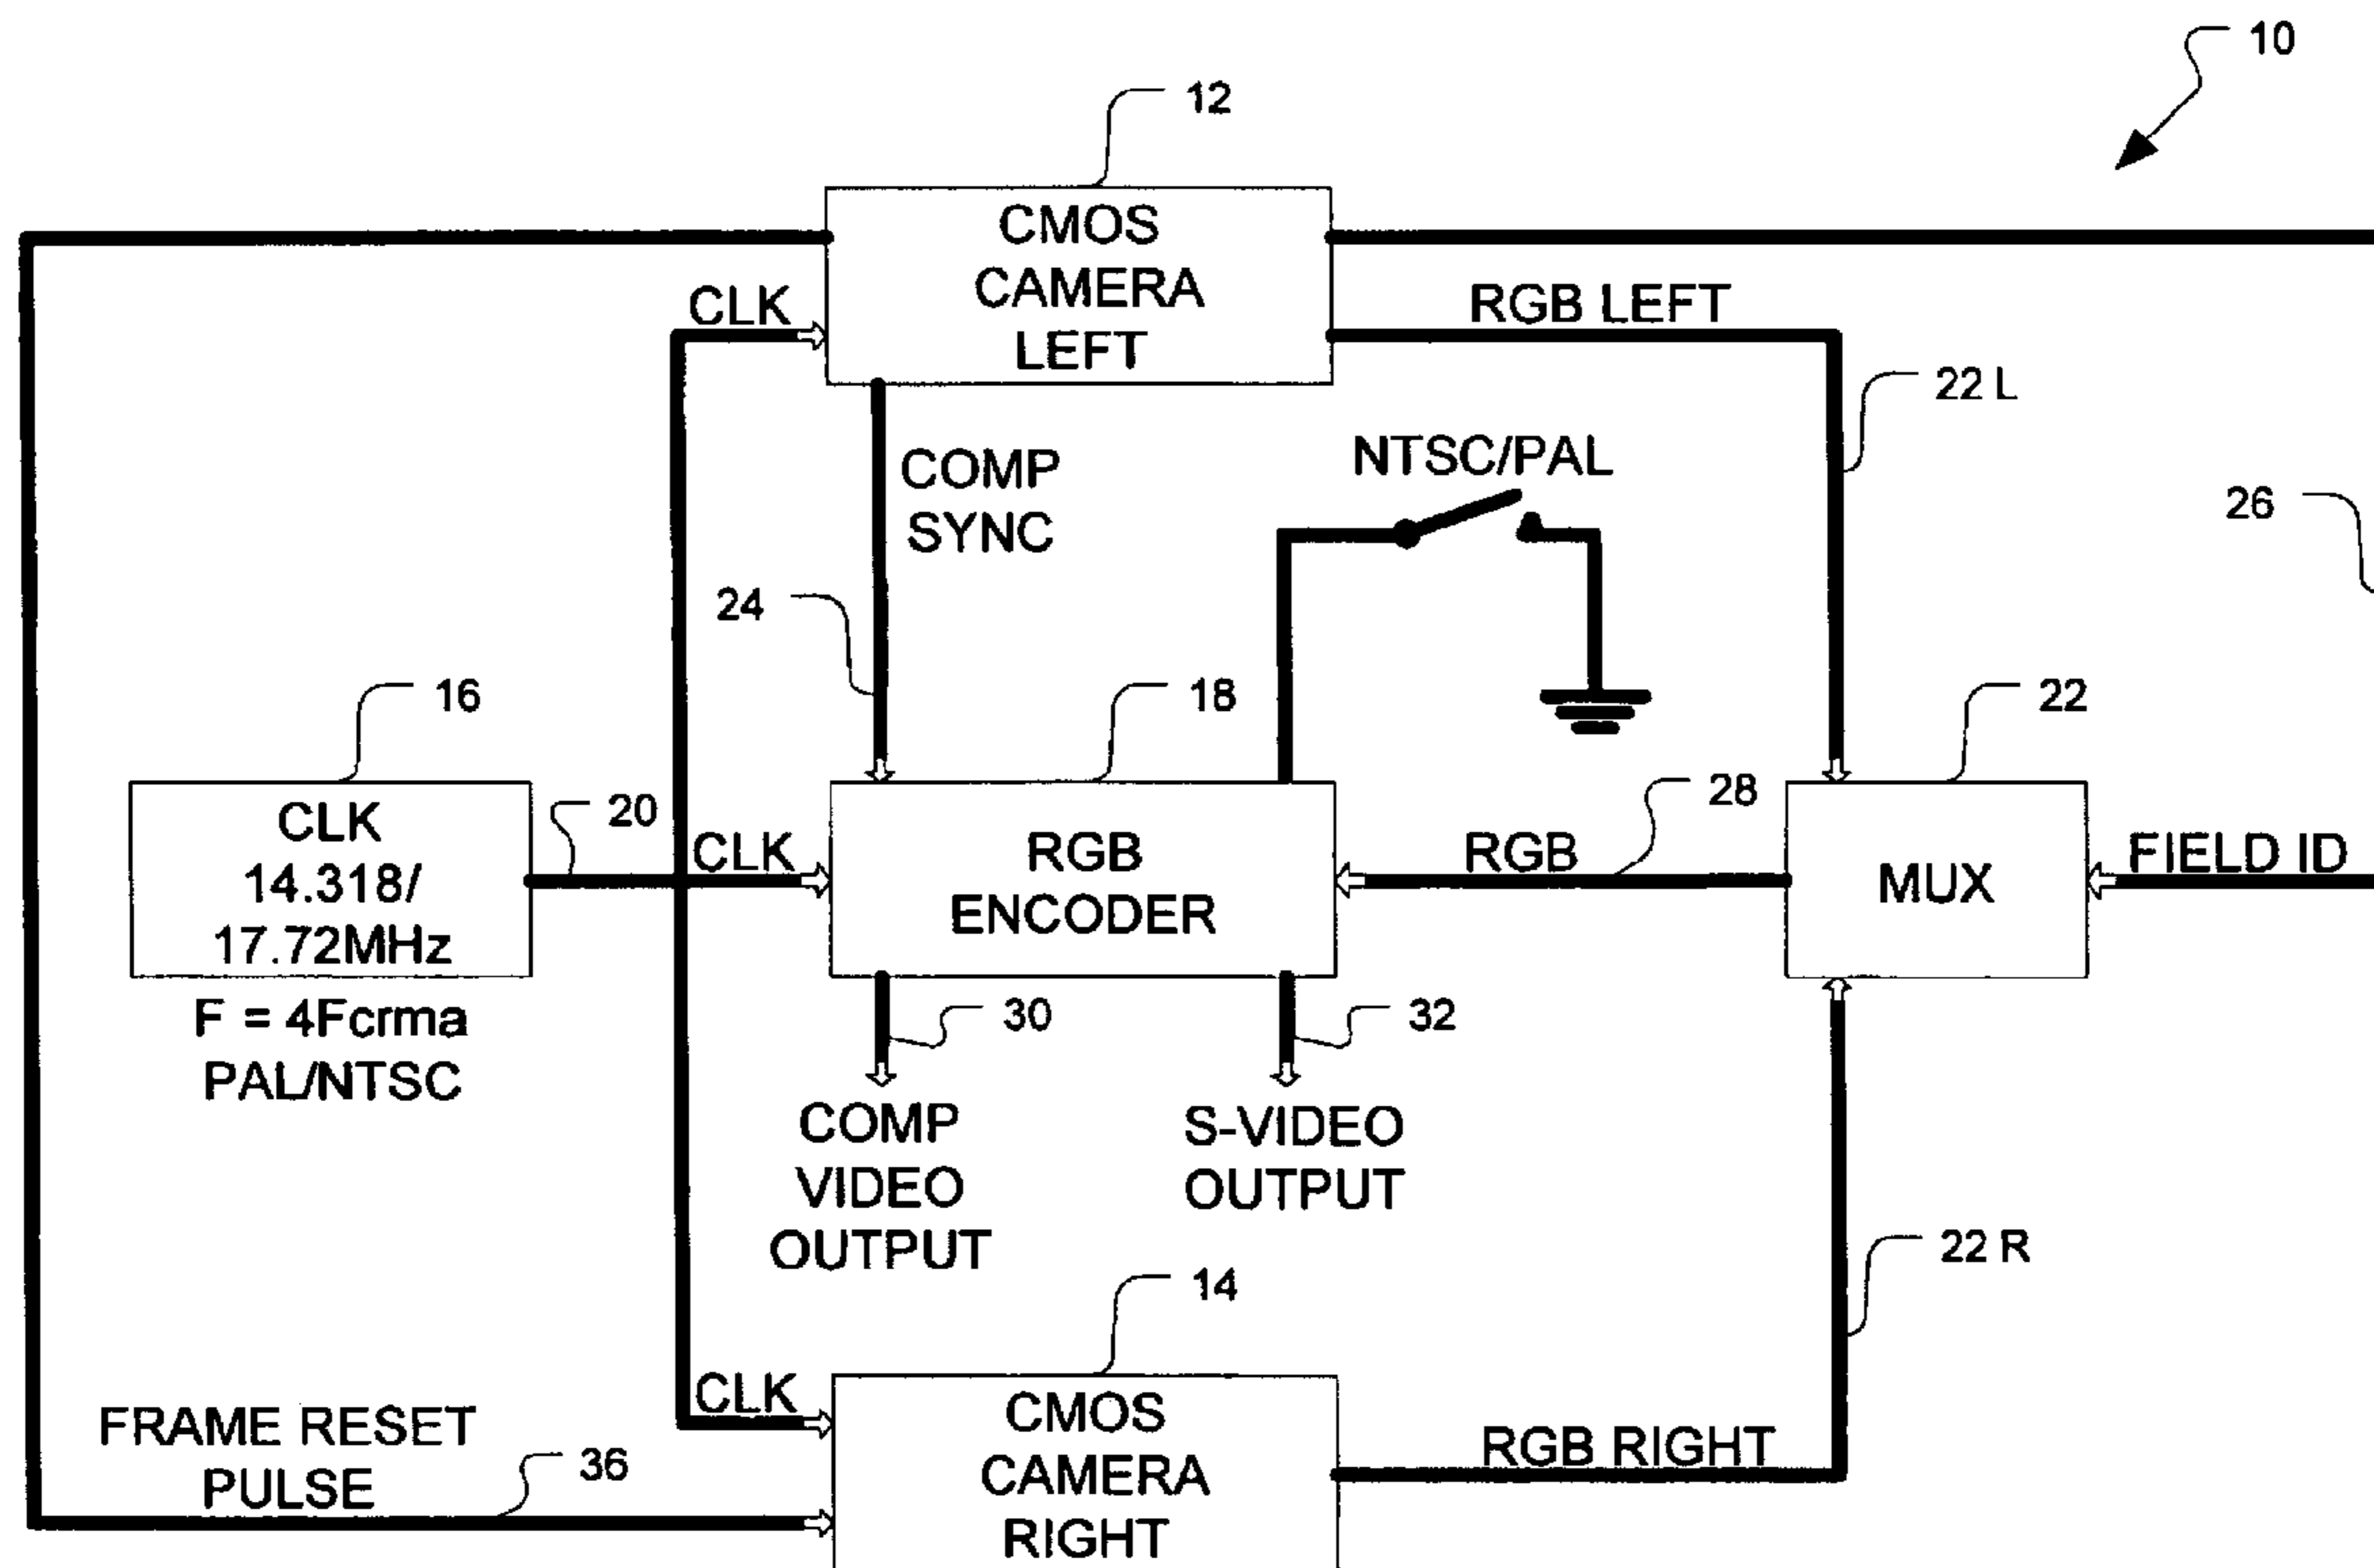 10
12
CMOS
CAMERA
LEFT
CLK
RGB LEFT
22 L
COMP
SYNC
NTSC/PAL
26
24
16
18
22
CLK
14.318/
17.72MHz
F = 4Fcrma
PAL/NTSC
20
CLK
RGB
ENCODER
RGB
28
MUX
FIELD ID
30
32
COMP
VIDEO
OUTPUT
S-VIDEO
OUTPUT
22 R
14
CLK
CMOS
CAMERA
RIGHT
RGB RIGHT
FRAME RESET
PULSE
36